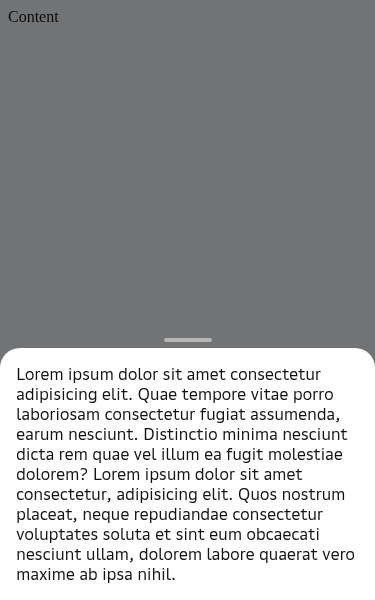 Content
Lorem ipsum dolor sit amet consectetur
adipisicing elit. Quae tempore vitae porro
laboriosam consectetur fugiat assumenda,
earum nesciunt. Distinctio minima nesciunt
dicta rem quae vel illum ea fugit molestiae
dolorem? Lorem ipsum dolor sit amet
consectetur, adipisicing elit. Quos nostrum
placeat, neque repudiandae consectetur
voluptates soluta et sint eum obcaecati
nesciunt ullam, dolorem labore quaerat vero
maxime ab ipsa nihil.